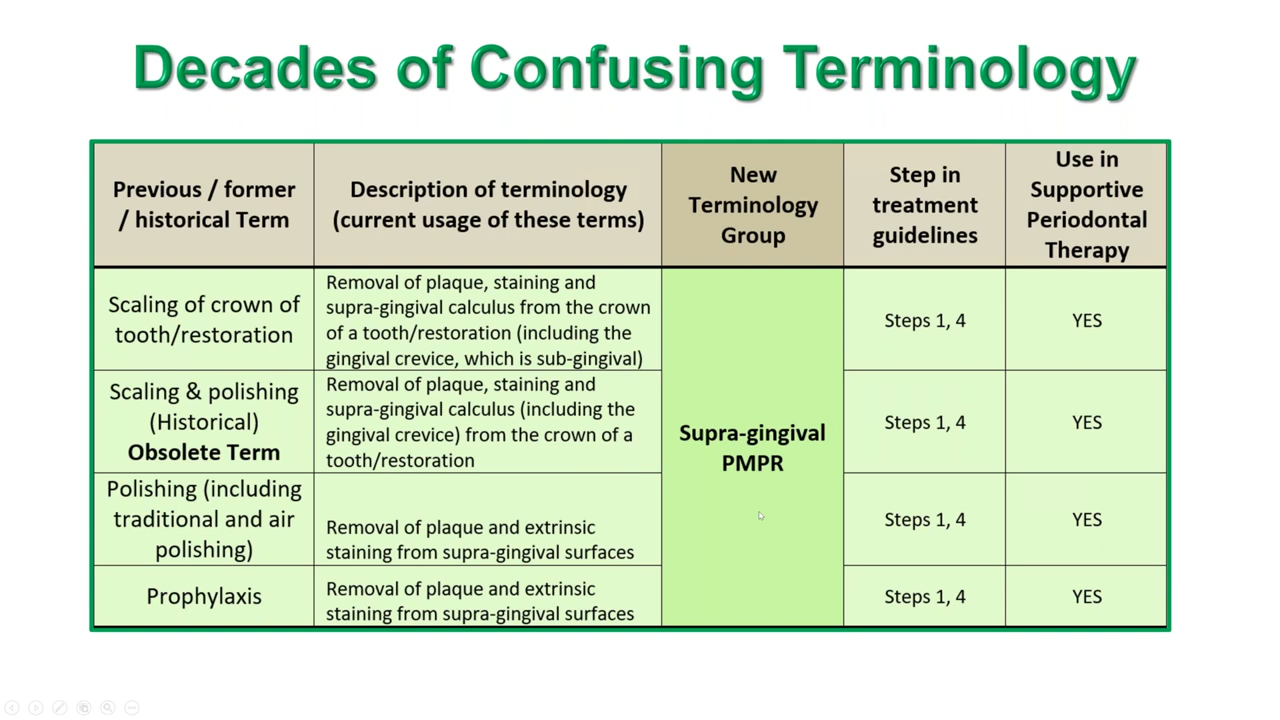 Decades of Confusing Terminology
Previous / former
/ historical Term
Description of terminology
(current usage of these terms)
New
Terminology
Group
Step in
treatment
guidelines
Use in
Supportive
Periodontal
Therapy
Scaling of crown of
tooth/restoration
Removal of plaque, staining and
supra-gingival calculus from the crown
of a tooth/restoration (including the
gingival crevice, which is sub-gingival)
Supra-gingival
PMPR
Steps 1, 4
YES
Scaling & polishing
(Historical)
Obsolete Term
Removal of plaque, staining and
supra-gingival calculus (including the
gingival crevice) from the crown of a
tooth/restoration
Steps 1, 4
YES
Polishing (including
traditional and air
polishing)
Removal of plaque and extrinsic
staining from supra-gingival surfaces
Steps 1, 4
YES
Prophylaxis
Removal of plaque and extrinsic
staining from supra-gingival surfaces
Steps 1, 4
YES